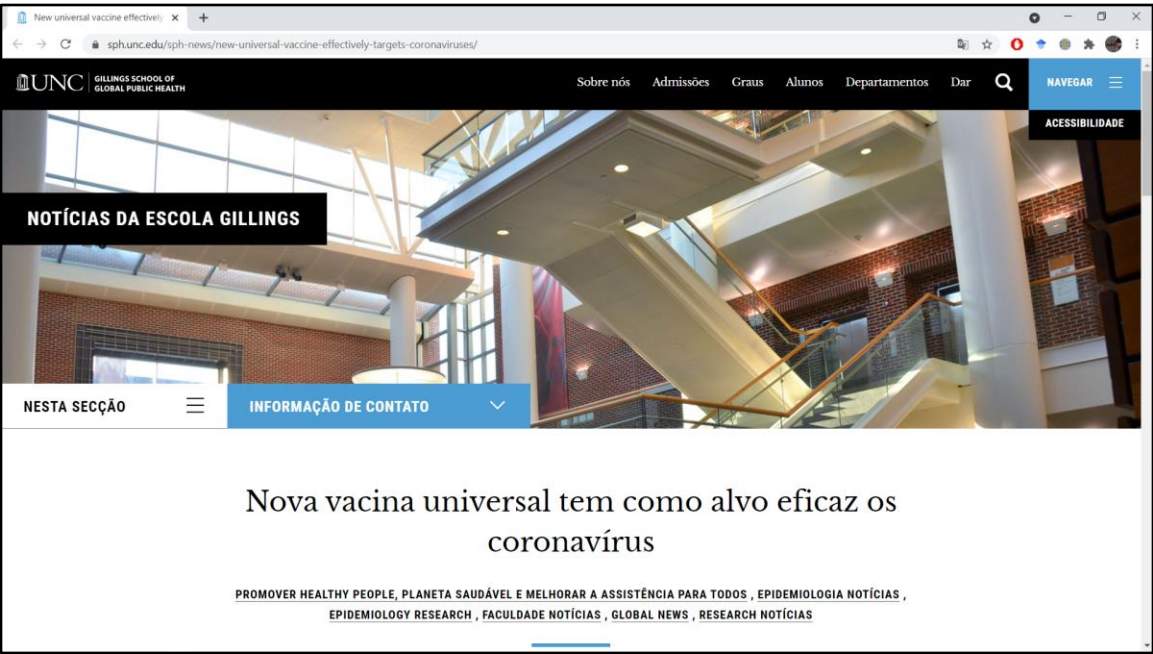 New universal vaccine effectively
sph.unc.edu/sph-news/new-universal-vaccine-effectively-targets-coronaviruses/
UNC GILLINGS SCHOOL OF
GLOBAL PUBLIC HEALTH
Sobre nós Admissões Graus Alunos Departamentos Dar NAVEGAR
ACESSIBILIDADE
NOTÍCIAS DA ESCOLA GILLINGS
NESTA SECÇÃO INFORMAÇÃO DE CONTATO
Nova vacina universal tem como alvo eficaz os
coronavírus
PROMOVER HEALTHY PEOPLE, PLANETA SAUDÁVEL E MELHORAR A ASSISTÊNCIA PARA TODOS , EPIDEMIOLOGIA NOTÍCIAS ,
EPIDEMIOLOGY RESEARCH , FACULDADE NOTÍCIAS , GLOBAL NEWS , RESEARCH NOTÍCIAS